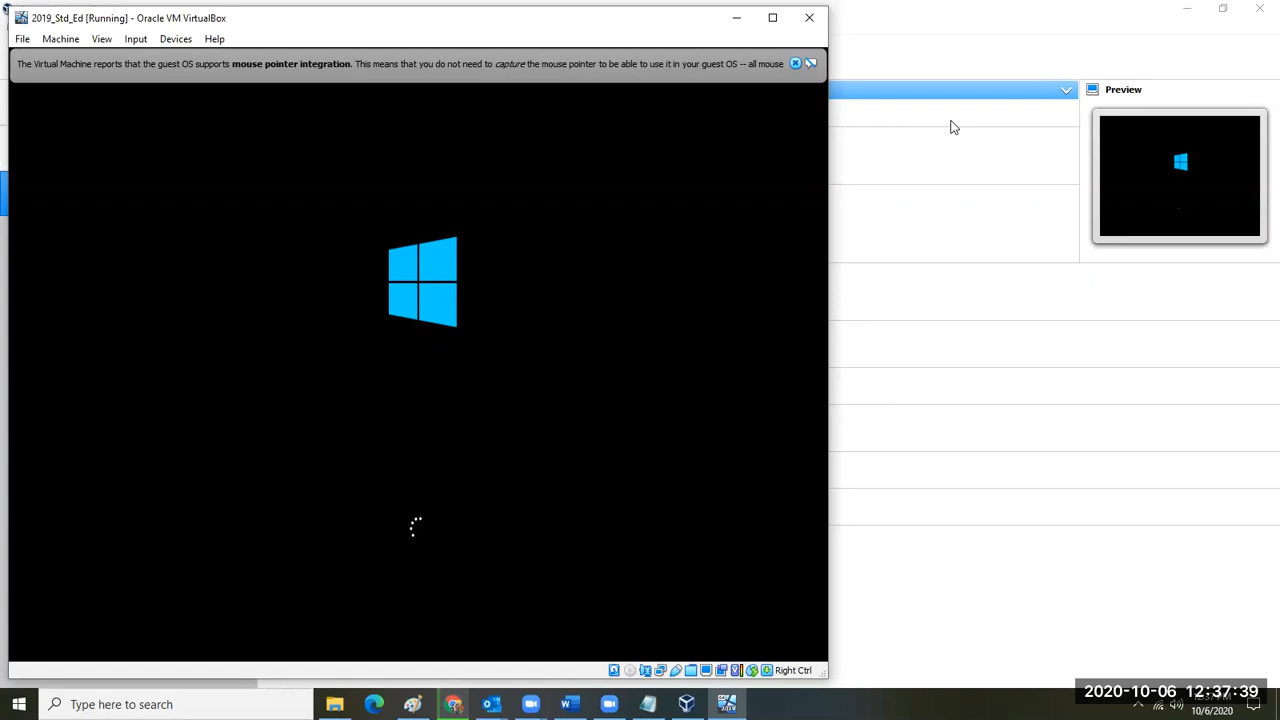 2019_Std_Ed [Running] - Oracle VM VirtualBox
File Machine View Input Devices Help
The Virtual Machine reports that the guest OS supports mouse pointer integration. This means that you do not need to capture the mouse pointer to be able to use it in your guest OS -- all mouse
Preview
Right Ctrl
Type here to search
2020-10-06 12:37:39
10/6/2020